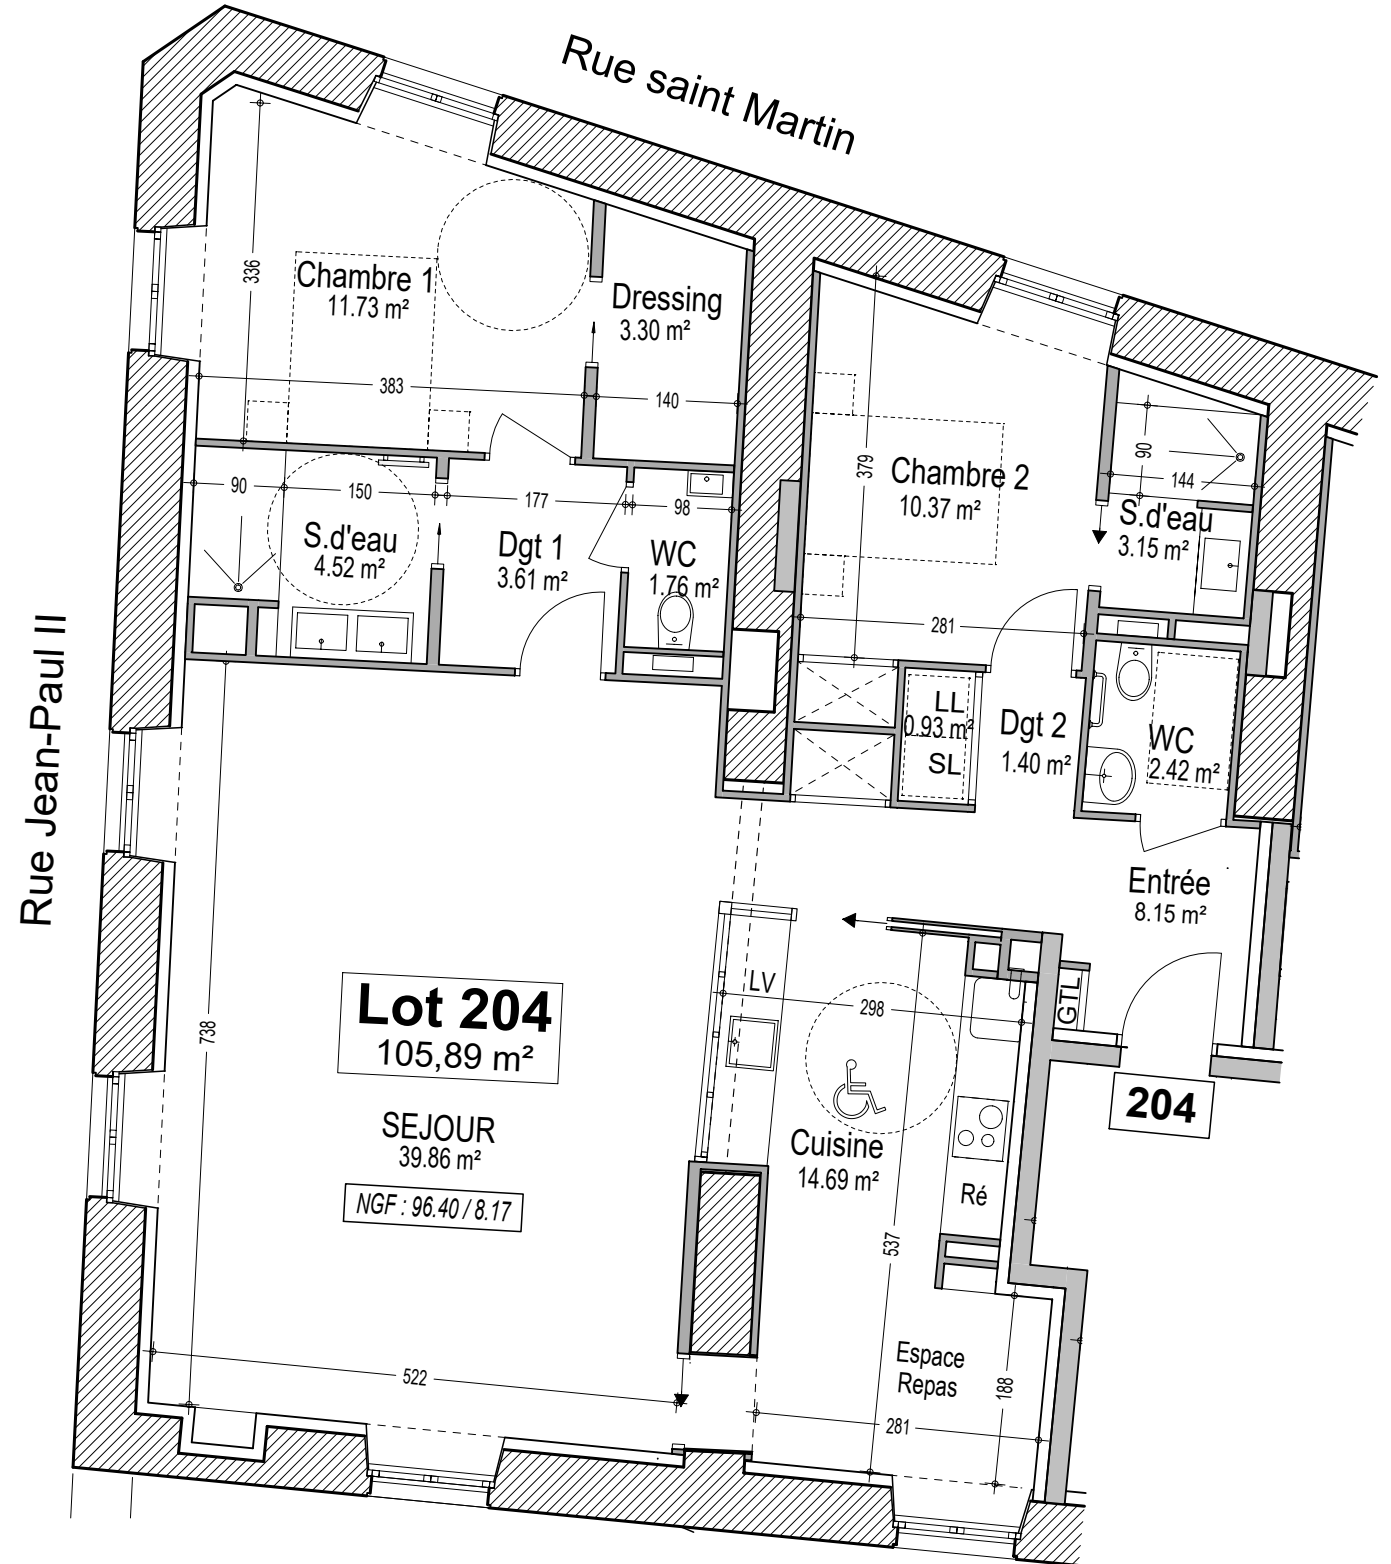 Rue saint Martin
Rue Jean-Paul II
336
Chambre 1
11.73 m²
Dressing
3.30 m²
383
140
90
150
177
98
S.d'eau
4.52 m²
Dgt 1
3.61 m²
WC
1.76 m²
379
Chambre 2
10.37 m²
90
144
S.d'eau
3.15 m²
281
LL
0.93 m²
SL
Dgt 2
1.40 m²
WC
2.42 m²
Entrée
8.15 m²
738
Lot 204
105,89 m²
SEJOUR
39.86 m²
NGF : 96.40 / 8.17
LV
298
GTL
204
Cuisine
14.69 m²
Ré
537
522
Espace
Repas
188
281